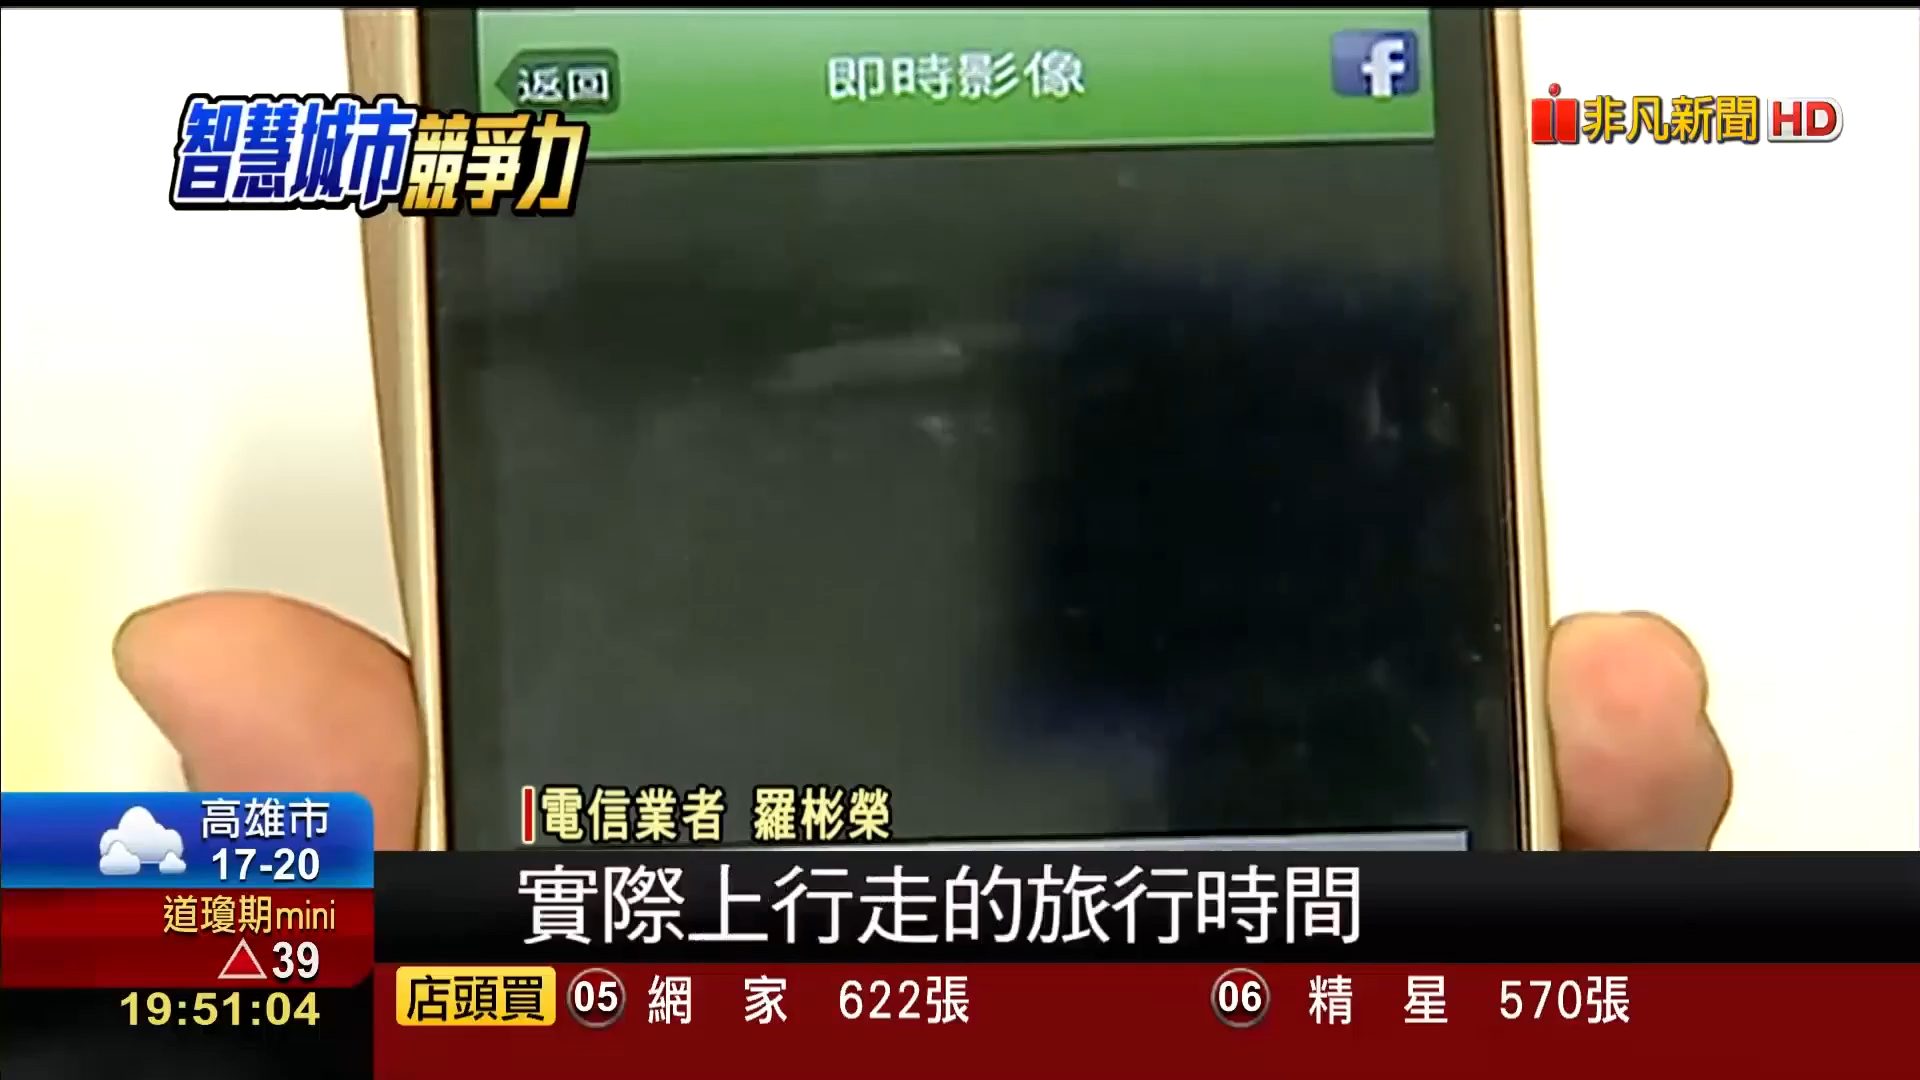 返回 即時影像 f
智慧城市競爭力
非凡新聞 HD
電信業者 羅彬榮
實際上行走的旅行時間
高雄市
17-20
道瓊期mini
△39
19:51:04
店頭買 05 網 家 622張 06 精 星 570張